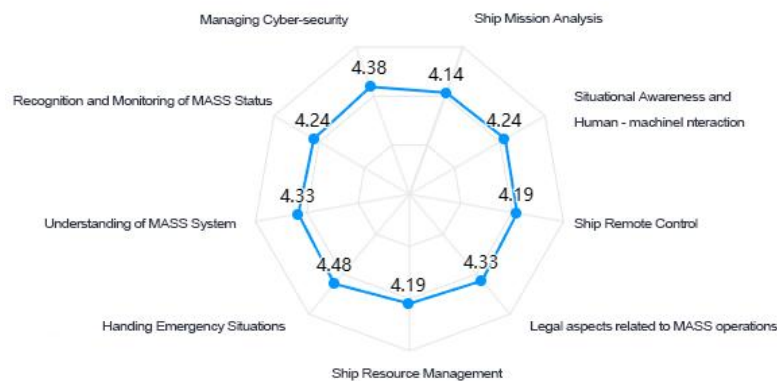 Managing Cyber-security
Ship Mission Analysis
4.38
4.14
Recognition and Monitoring of MASS Status
Situational Awareness and
Human - machinel nteraction
4.24
4.24
4.33
4.19
Understanding of MASS System
Ship Remote Control
4.48
4.19
4.33
Handing Emergency Situations
Legal aspects related to MASS operations
Ship Resource Management